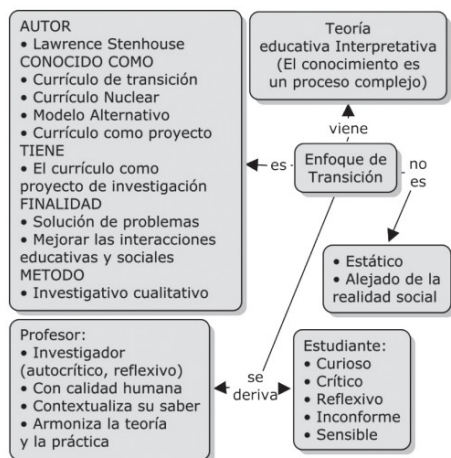 AUTOR
• Lawrence Stenhouse
CONOCIDO COMO
• Currículo de transición
• Currículo Nuclear
• Modelo Alternativo
• Currículo como proyecto
TIENE
• El currículo como
proyecto de investigación
FINALIDAD
• Solución de problemas
• Mejorar las interacciones
educativas y sociales
METODO
• Investigativo cualitativo
Teoría
educativa Interpretativa
(El conocimiento es
un proceso complejo)
viene
es
Enfoque de
Transición
no
es
• Estático
• Alejado de la
realidad social
Profesor:
• Investigador
(autocrítico, reflexivo)
• Con calidad humana
• Contextualiza su saber
• Armoniza la teoría
y la práctica
se
deriva
Estudiante:
• Curioso
• Crítico
• Reflexivo
• Inconforme
• Sensible